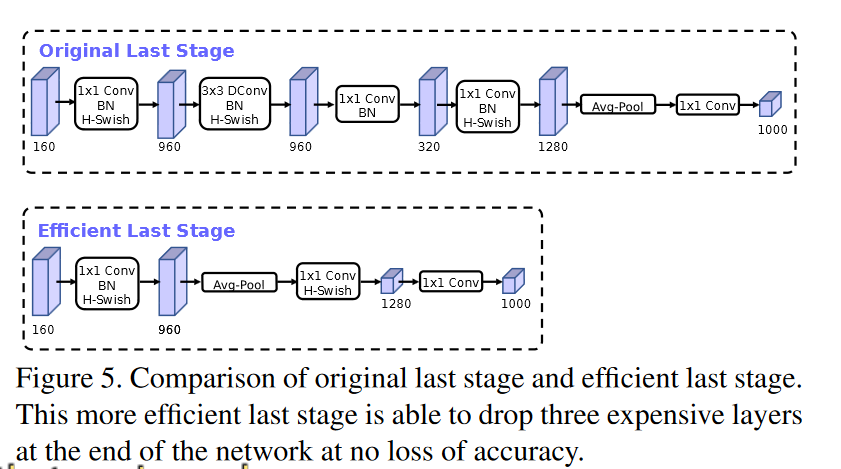 Original Last Stage
1x1 Conv
BN
H-Swish
3x3 DConv
BN
H-Swish
1x1 Conv
BN
1x1 Conv
BN
H-Swish
Avg-Pool
1x1 Conv
160
960
960
320
1280
1000
Efficient Last Stage
1x1 Conv
BN
H-Swish
Avg-Pool
1x1 Conv
H-Swish
1x1 Conv
160
960
1280
1000
Figure 5. Comparison of original last stage and efficient last stage.
This more efficient last stage is able to drop three expensive layers
at the end of the network at no loss of accuracy.